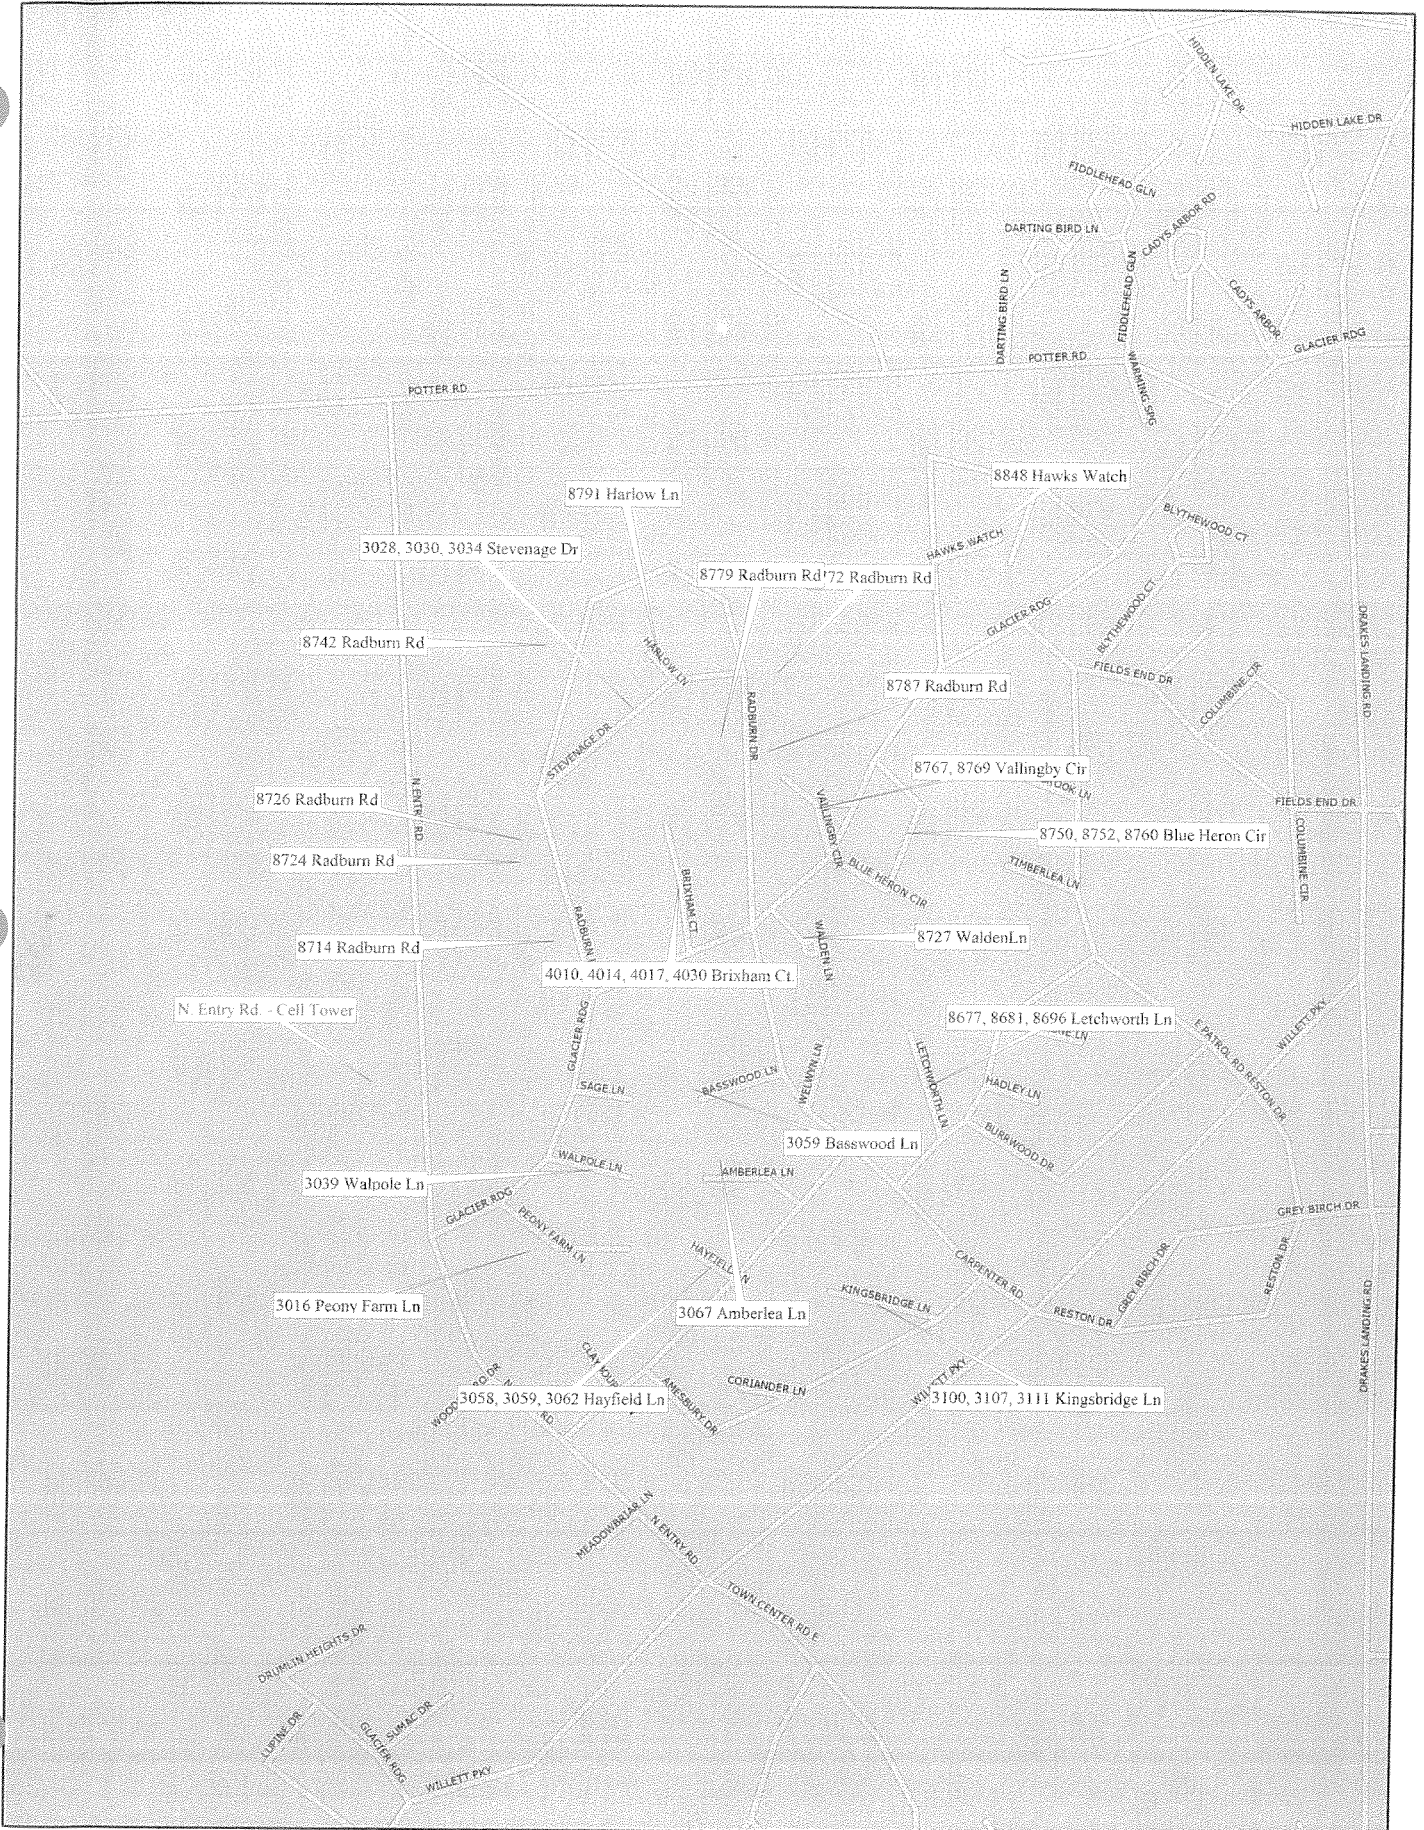 HIDDEN LAKE DR
HIDDEN LAKE DR
FIDDLEHEAD GLN
CADYS ARBOR RD
DARTING BIRD LN
DARTING BIRD LN
FIDDLEHEAD GLN
CADYS ARBOR
GLACIER RDG
POTTER RD
WARMING SPG
POTTER RD
8848 Hawks Watch
8791 Harlow Ln
BLYTHEWOOD CT
HAWKS WATCH
3028, 3030, 3034 Stevenage Dr
8779 Radburn Rd
72 Radburn Rd
BLYTHEWOOD CT
GLACIER RDG
DRAKES LANDING RD
8742 Radburn Rd
HARLOW LN
FIELDS END DR
COLUMBINE CIR
8787 Radburn Rd
RADBURN DR
STEVENAGE DR
8767, 8769 Vallingby Cir
8726 Radburn Rd
N ENTRY RD
VALLINGBY CIR
FIELDS END DR
8750, 8752, 8760 Blue Heron Cir
COLUMBINE CIR
8724 Radburn Rd
BLUE HERON CIR
TIMBERLEA LN
BRIXHAM CT
RADBURN
8714 Radburn Rd
WALDEN LN
8727 WaldenLn
4010, 4014, 4017, 4030 Brixham Ct.
N. Entry Rd. - Cell Tower
GLACIER RDG
8677, 8681, 8696 Letchworth Ln
E PATROL RD
RESTON DR
WILLETT PKY
SAGE LN
BASSWOOD LN
WELWYN LN
LETCHWORTH LN
HADLEY LN
3059 Basswood Ln
BURRWOOD DR
WALPOLE LN
AMBERLEA LN
3039 Walpole Ln
GLACIER RDG
PEONY FARM LN
GREY BIRCH DR
HAYFIELD LN
CARPENTER RD
GREY BIRCH DR
RESTON DR
3016 Peony Farm Ln
3067 Amberlea Ln
KINGSBRIDGE LN
RESTON DR
DRAKES LANDING RD
3058, 3059, 3062 Hayfield Ln
AMESBURY DR
CORIANDER LN
WILLETT PKY
3100, 3107, 3111 Kingsbridge Ln
MEADOWBRIAR LN
N ENTRY RD
TOWN CENTER RD E
DRUMLIN HEIGHTS DR
LUPINE DR
GLACIER RDG
SUMAC DR
WILLETT PKY